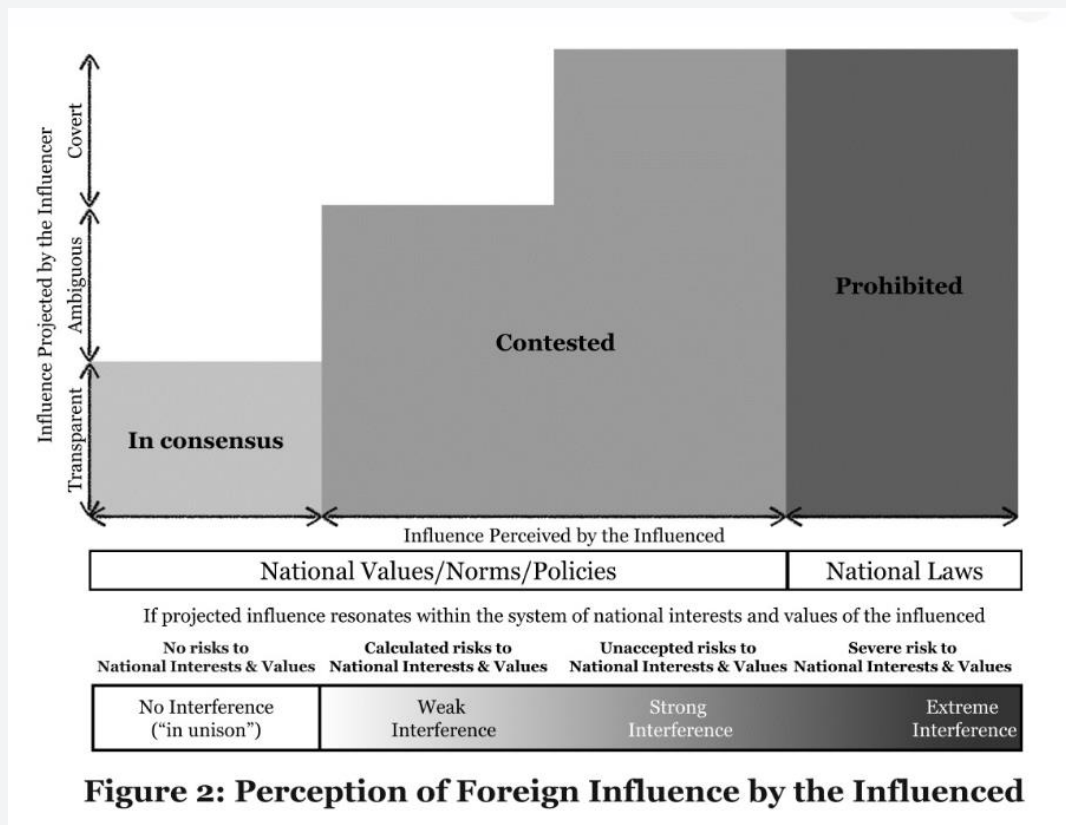 Influence Projected by the Influencer
Covert
Ambiguous
Transparent
In consensus
Contested
Prohibited
Influence Perceived by the Influenced
National Values/Norms/Policies
National Laws
If projected influence resonates within the system of national interests and values of the influenced
No risks to
National Interests & Values
Calculated risks to
National Interests & Values
Unaccepted risks to
National Interests & Values
Severe risk to
National Interests & Values
No Interference
(“in unison”)
Weak
Interference
Strong
Interference
Extreme
Interference
Figure 2: Perception of Foreign Influence by the Influenced